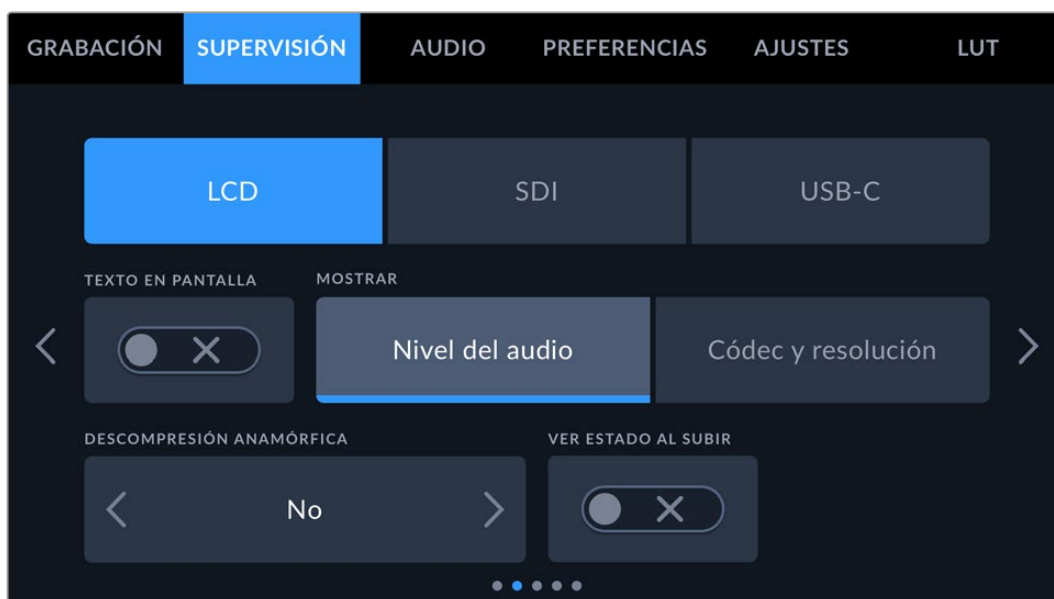 GRABACIÓN SUPERVISIÓN AUDIO PREFERENCIAS AJUSTES LUT
LCD SDI USB-C
TEXTO EN PANTALLA MOSTRAR
Nivel del audio Códec y resolución
DESCOMPRESIÓN ANAMÓRFICA VER ESTADO AL SUBIR
No